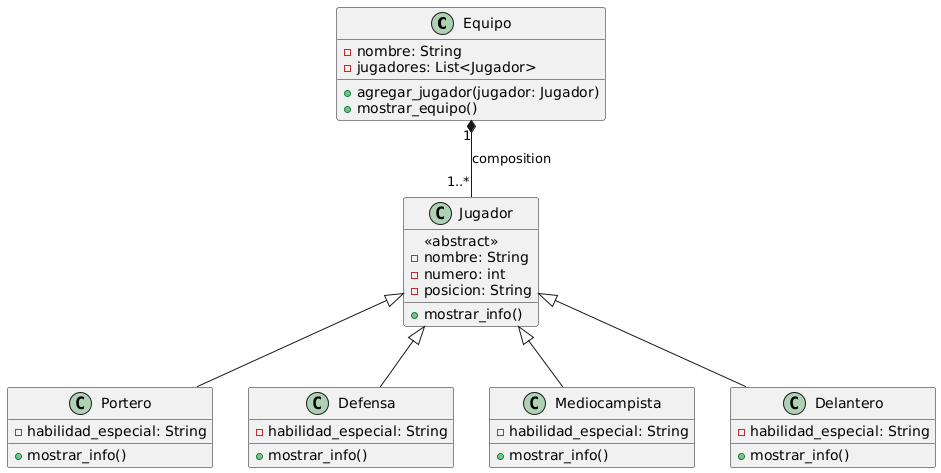 C Equipo
nombre: String
jugadores: List<Jugador>
agregar_jugador(jugador: Jugador)
mostrar_equipo()
1
composition
1..*
C Jugador
«abstract»
nombre: String
numero: int
posicion: String
mostrar_info()
C Portero
habilidad_especial: String
mostrar_info()
C Defensa
habilidad_especial: String
mostrar_info()
C Mediocampista
habilidad_especial: String
mostrar_info()
C Delantero
habilidad_especial: String
mostrar_info()